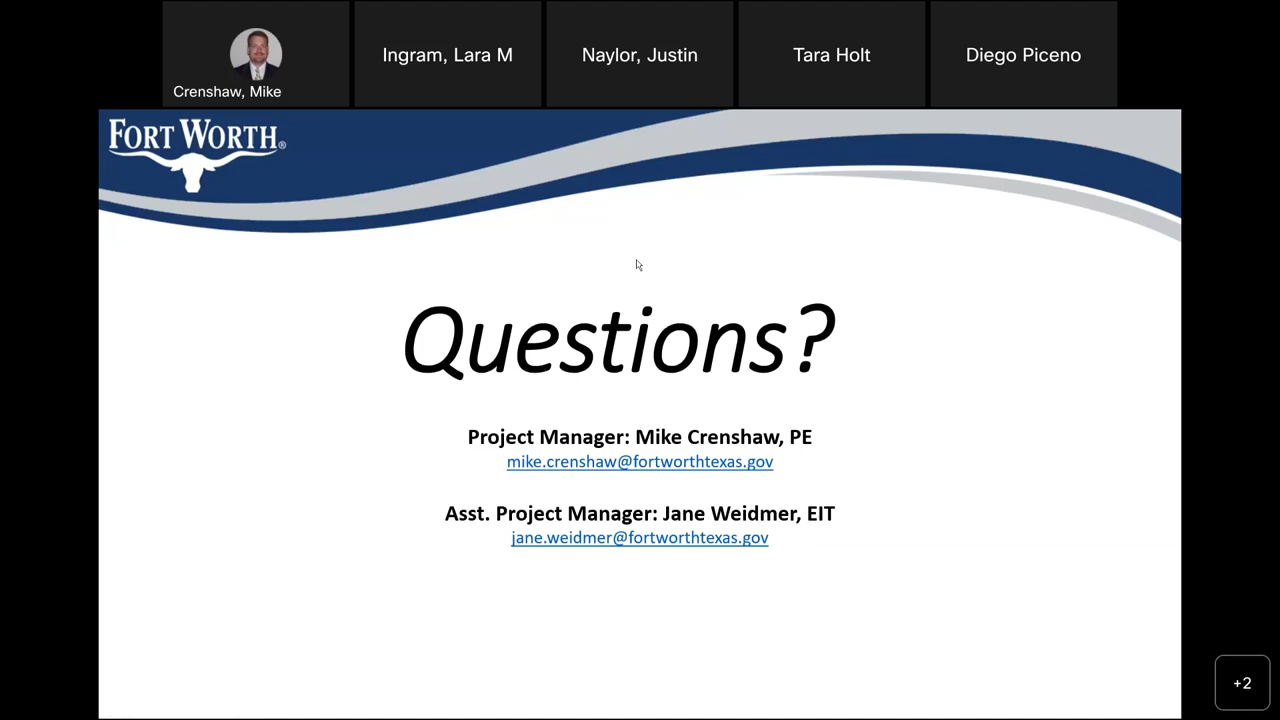 Crenshaw, Mike
Ingram, Lara M
Naylor, Justin
Tara Holt
Diego Piceno
FORT WORTH®
Questions?
Project Manager: Mike Crenshaw, PE
mike.crenshaw@fortworthtexas.gov
Asst. Project Manager: Jane Weidmer, EIT
jane.weidmer@fortworthtexas.gov
+2